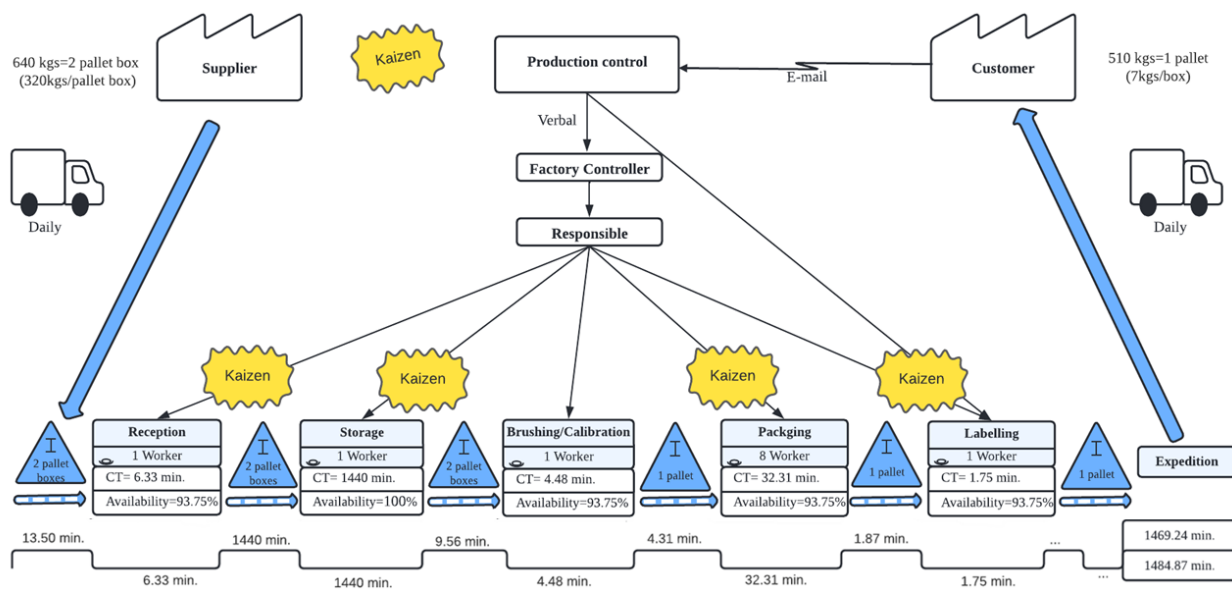 640 kgs=2 pallet box
(320kgs/pallet box)
Supplier
Kaizen
Production control
E-mail
Customer
510 kgs=1 pallet
(7kgs/box)
Verbal
Factory Controller
Responsible
Daily
Daily
Kaizen
Kaizen
Kaizen
Kaizen
I
2 pallet
boxes
Reception
1 Worker
CT= 6.33 min.
Availability=93.75%
I
2 pallet
boxes
Storage
1 Worker
CT= 1440 min.
Availability=100%
I
2 pallet
boxes
Brushing/Calibration
1 Worker
CT= 4.48 min.
Availability=93.75%
I
1 pallet
Packging
8 Worker
CT= 32.31 min.
Availability=93.75%
I
1 pallet
Labelling
1 Worker
CT= 1.75 min.
Availability=93.75%
I
1 pallet
Expedition
13.50 min.
1440 min.
9.56 min.
4.31 min.
1.87 min.
...
1469.24 min.
6.33 min.
1440 min.
4.48 min.
32.31 min.
1.75 min.
...
1484.87 min.